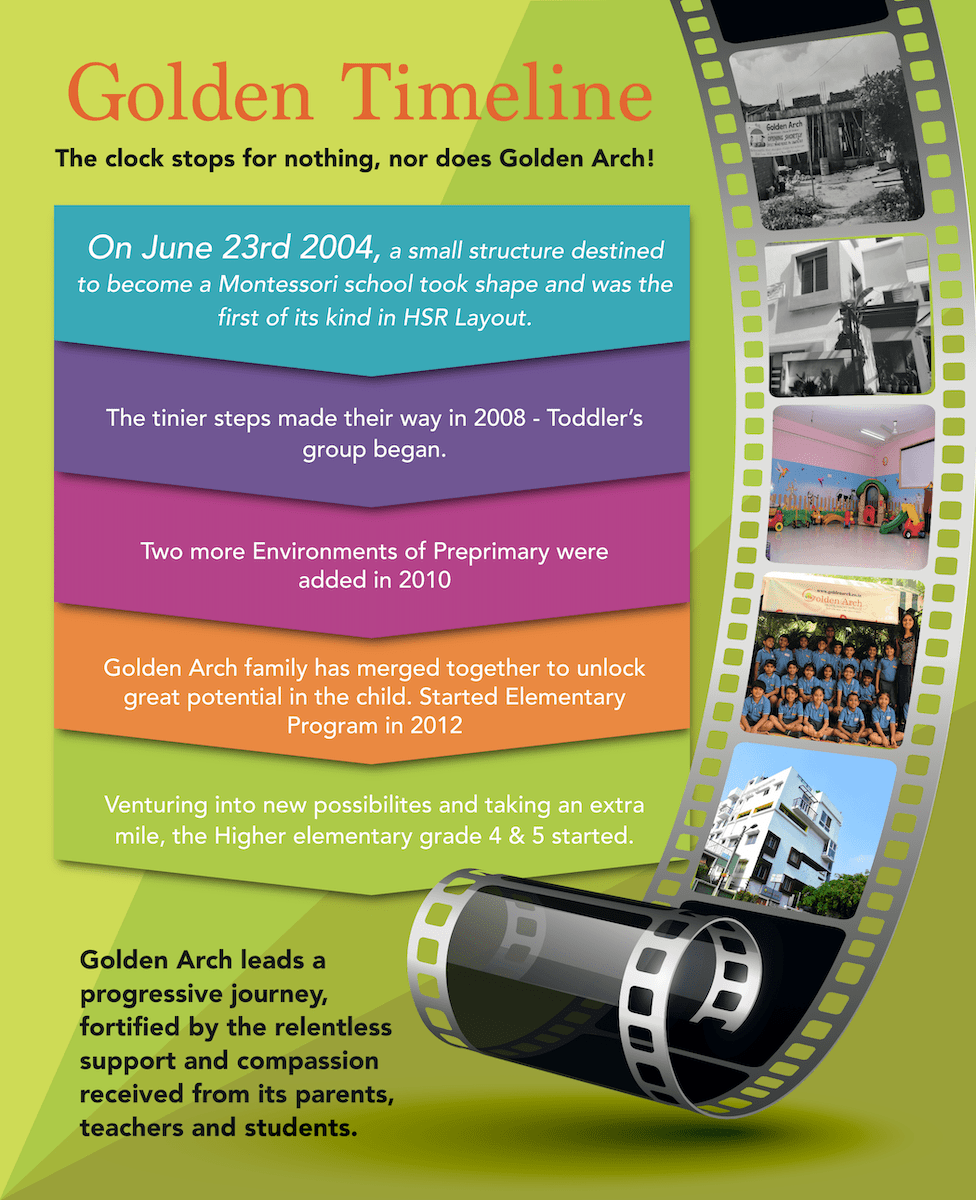 Golden Timeline
The clock stops for nothing, nor does Golden Arch!
On June 23rd 2004, a small structure destined
to become a Montessori school took shape and was the
first of its kind in HSR Layout.
The tinier steps made their way in 2008 - Toddler's
group began.
Two more Environments of Preprimary were
added in 2010
Golden Arch family has merged together to unlock
great potential in the child. Started Elementary
Program in 2012
Venturing into new possibilites and taking an extra
mile, the Higher elementary grade 4 & 5 started.
Golden Arch leads a
progressive journey,
fortified by the relentless
support and compassion
received from its parents,
teachers and students.
Golden Arch
OPENING SHORTLY
Golden Arch